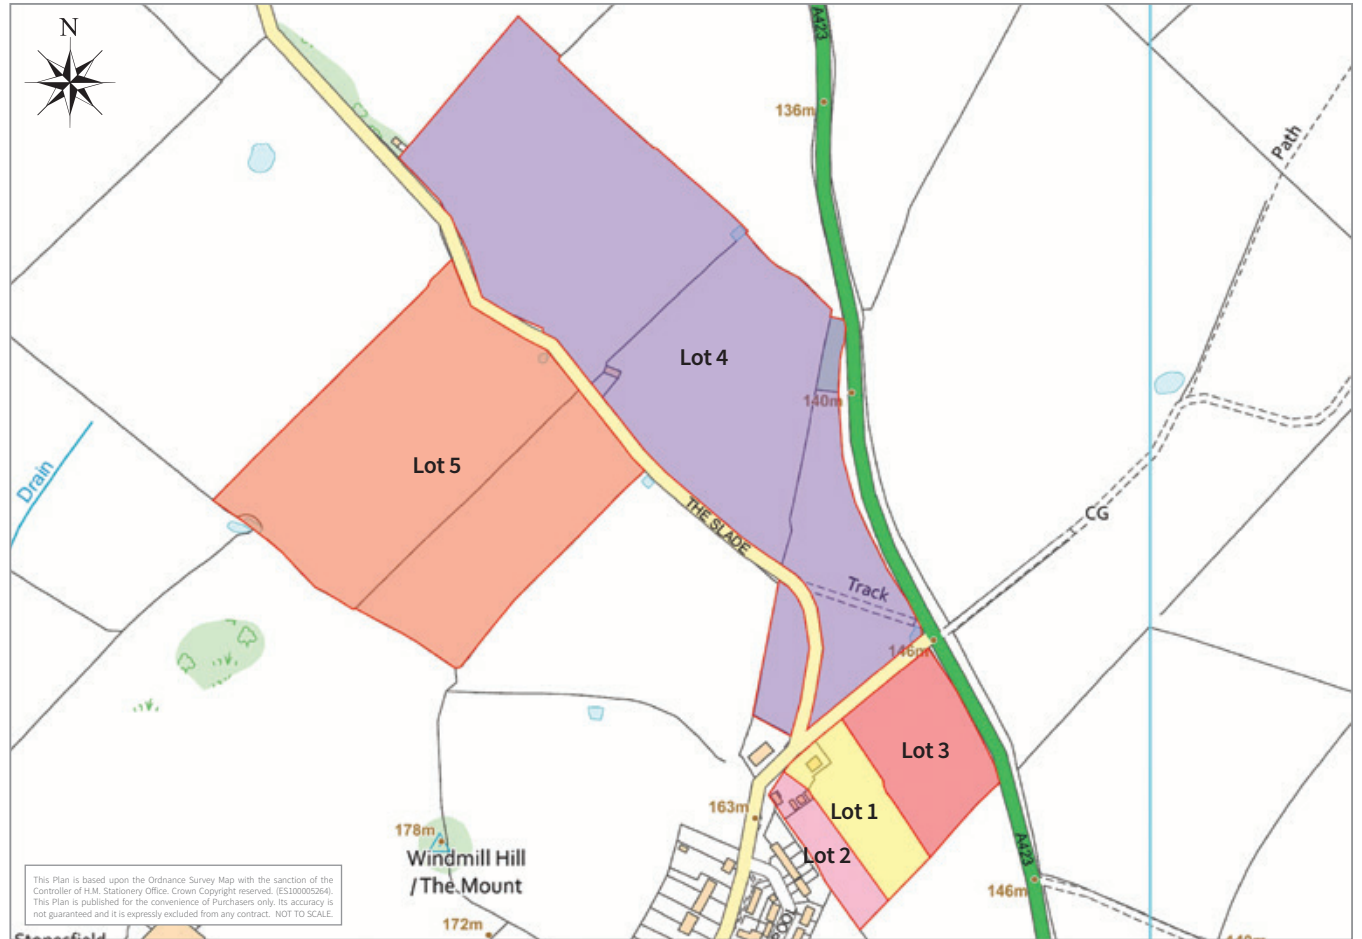 N
A423
136m
Path
Lot 4
140m
Lot 5
Drain
THE SLADE
CG
Track
146m
Lot 3
163m
Lot 1
178m
Lot 2
Windmill Hill
/The Mount
A423
146m
172m
This Plan is based upon the Ordnance Survey Map with the sanction of the
Controller of H.M. Stationery Office. Crown Copyright reserved. (ES100005264).
This Plan is published for the convenience of Purchasers only. Its accuracy is
not guaranteed and it is expressly excluded from any contract. NOT TO SCALE.